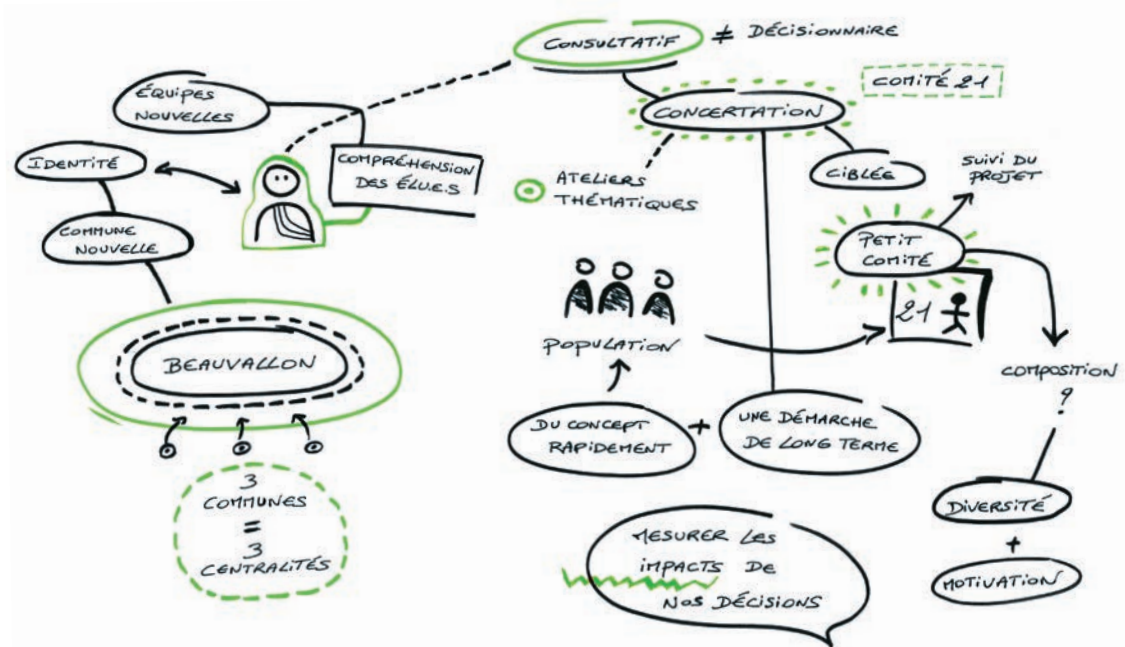 CONSULTATIF
≠ DÉCISIONNAIRE
COMITÉ 21
ÉQUIPES
NOUVELLES
CONCERTATION
IDENTITÉ
COMPRÉHENSION
DES ÉLU.E.S
CIBLÉE
SUIVI DU
PROJET
ATELIERS
THÉMATIQUES
COMMUNE
NOUVELLE
PETIT
COMITÉ
21
POPULATION
BEAUVALLON
COMPOSITION
?
DU CONCEPT
RAPIDEMENT
+
UNE DÉMARCHE
DE LONG TERME
3
COMMUNES
=
3
CENTRALITÉS
DIVERSITÉ
+
MOTIVATION
MESURER LES
IMPACTS DE
NOS DÉCISIONS